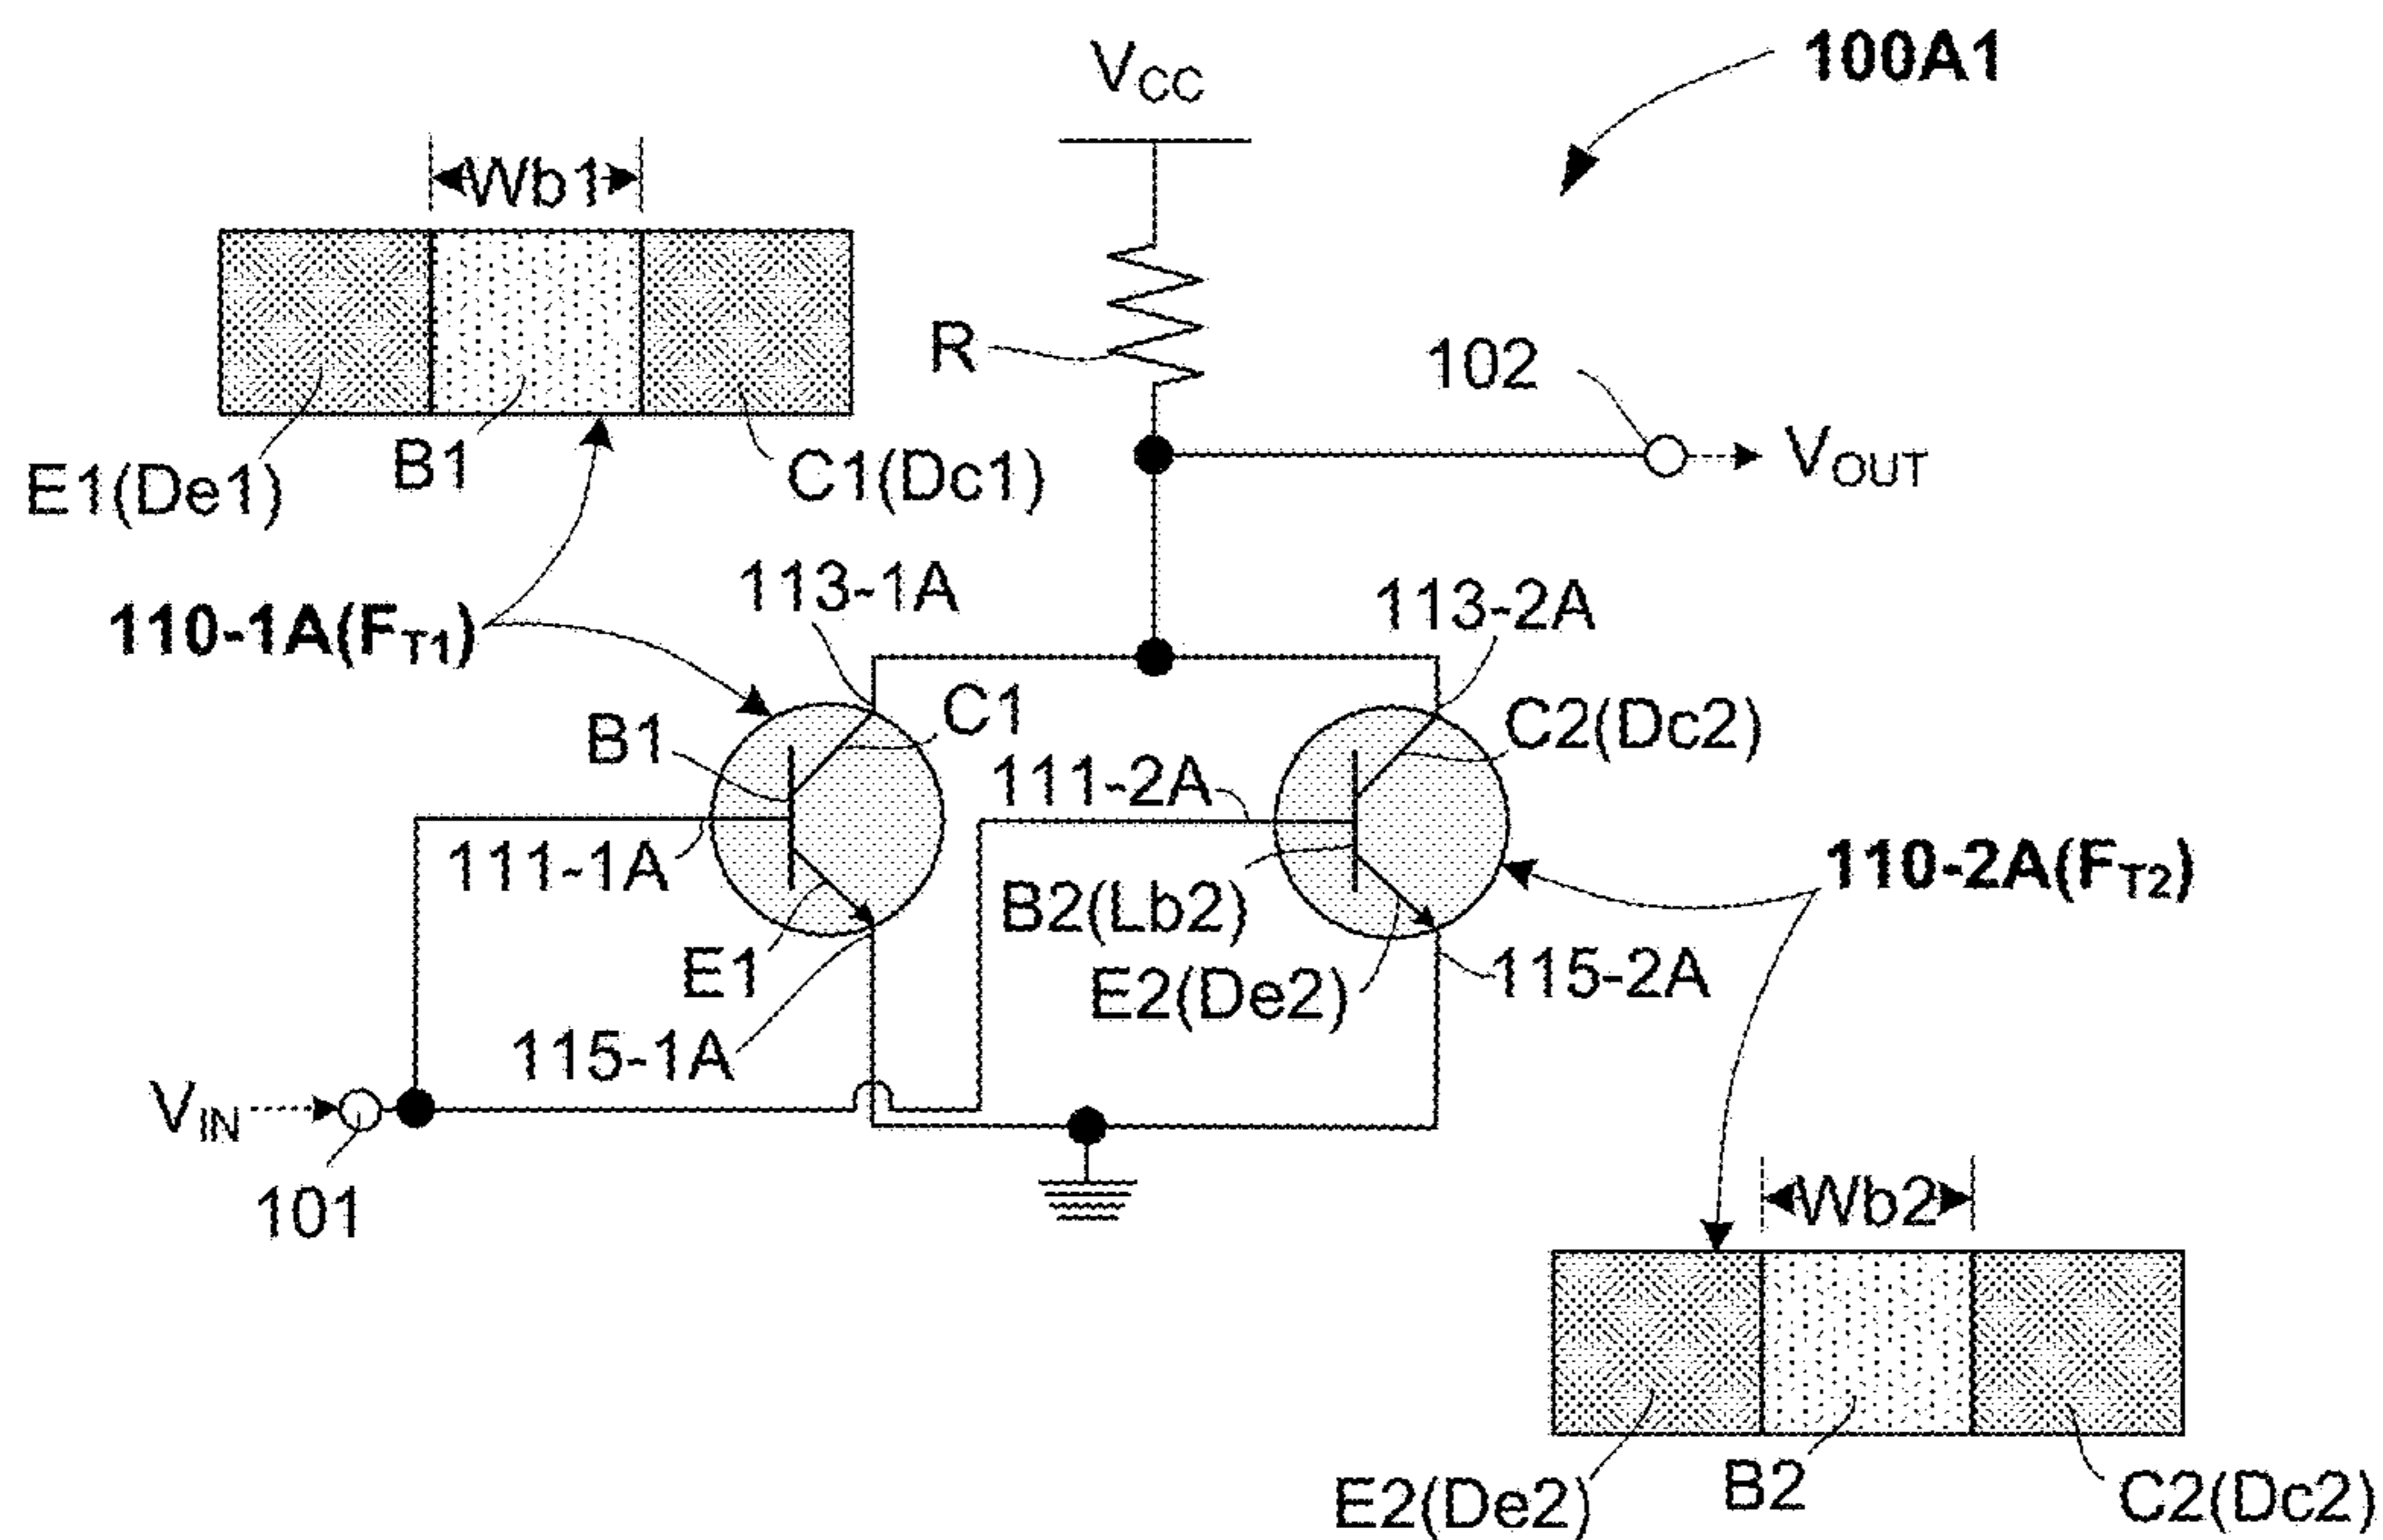 100A1
VCC
Wb1
R
102
E1(De1)
B1
C1(Dc1)
VOUT
113-1A
113-2A
110-1A(FT1)
B1
C1
C2(Dc2)
111-2A
111-1A
110-2A(FT2)
B2(Lb2)
E1
E2(De2)
115-2A
115-1A
VIN
101
Wb2
E2(De2)
B2
C2(Dc2)